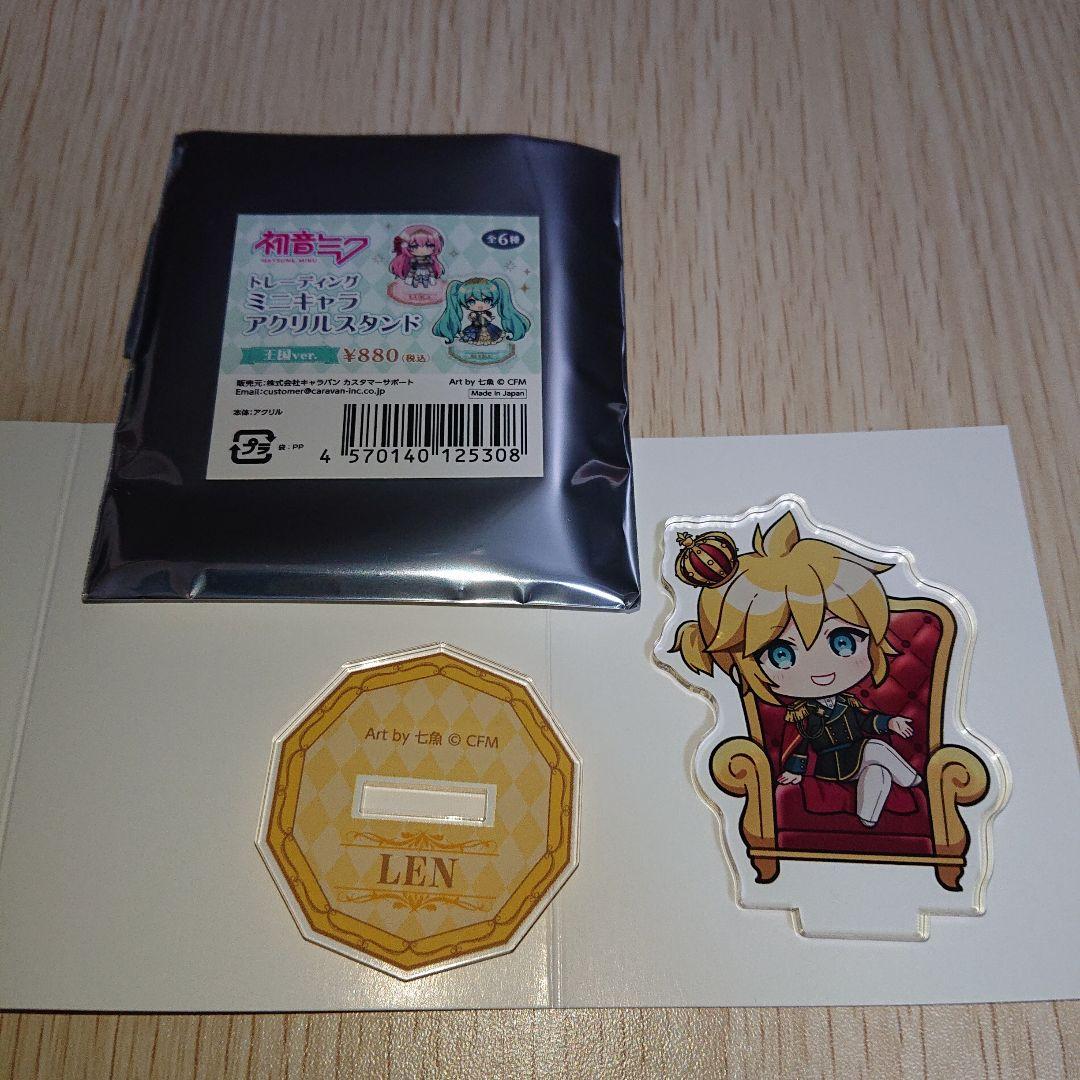 初音ミク
HATSUNE MIKU
全6種
トレーディング
ミニキャラ
アクリルスタンド
王国ver.
¥880(税込)
LUKA
MIKU
販売元:株式会社キャラバン カスタマーサポート
Email:customer@caravan-inc.co.jp
Art by 七魚 © CFM
Made in Japan
本体:アクリル
プラ
袋:PP
4 570140 125308
Art by 七魚 © CFM
LEN